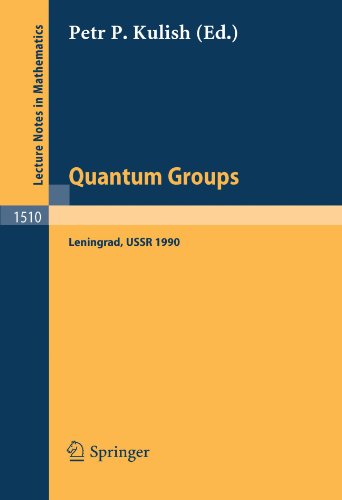 Petr P. Kulish (Ed.)
Lecture Notes in Mathematics
Quantum Groups
1510
Leningrad, USSR 1990
Springer